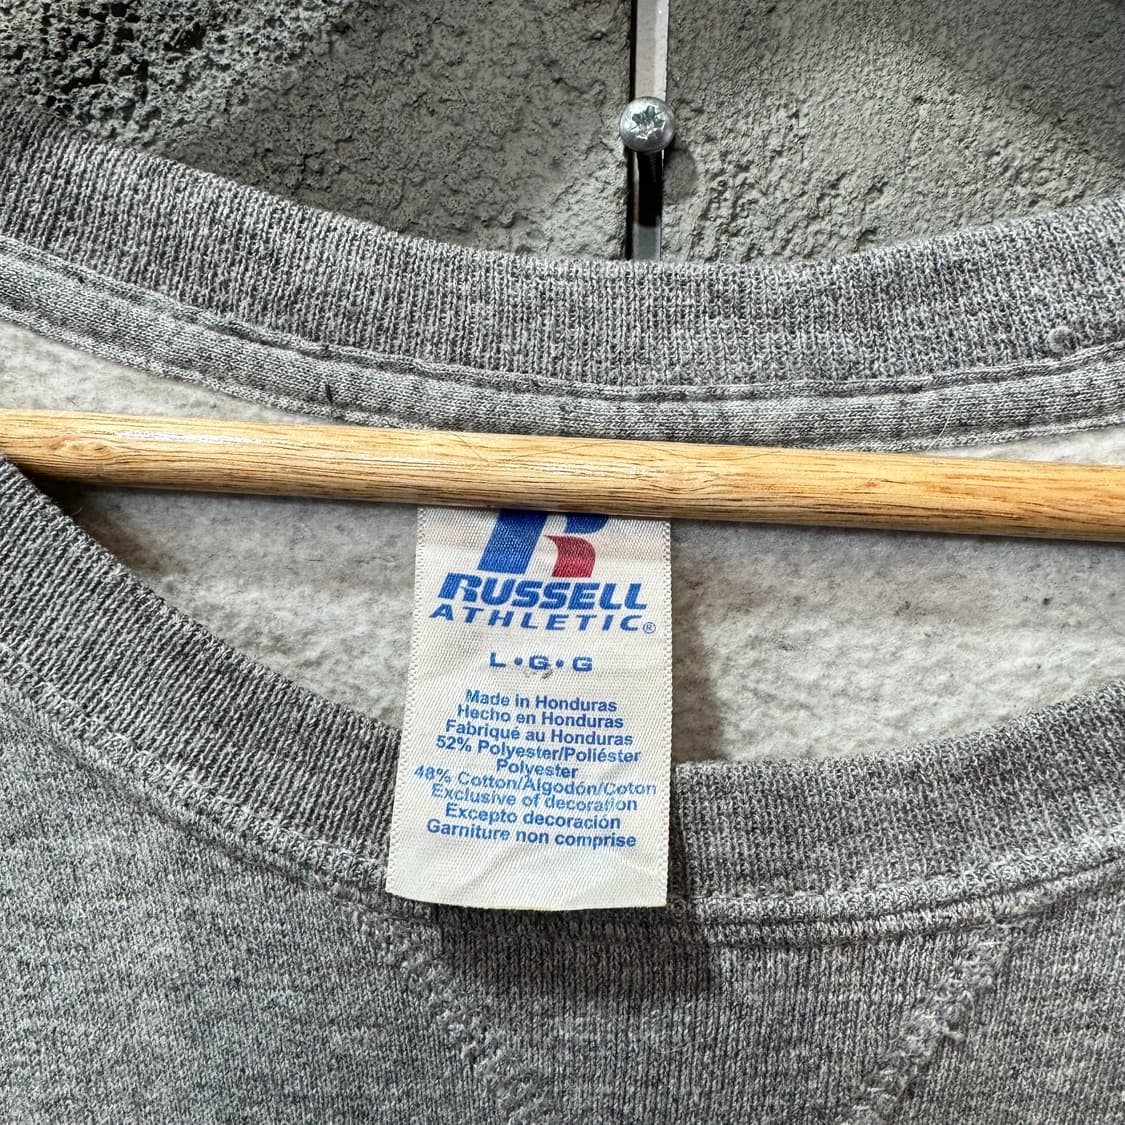 R
RUSSELL
ATHLETIC®
L•G•G
Made in Honduras
Hecho en Honduras
Fabriqué au Honduras
52% Polyester/Poliéster
Polyester
48% Cotton/Algodón/Coton
Exclusive of decoration
Excepto decoración
Garniture non comprise